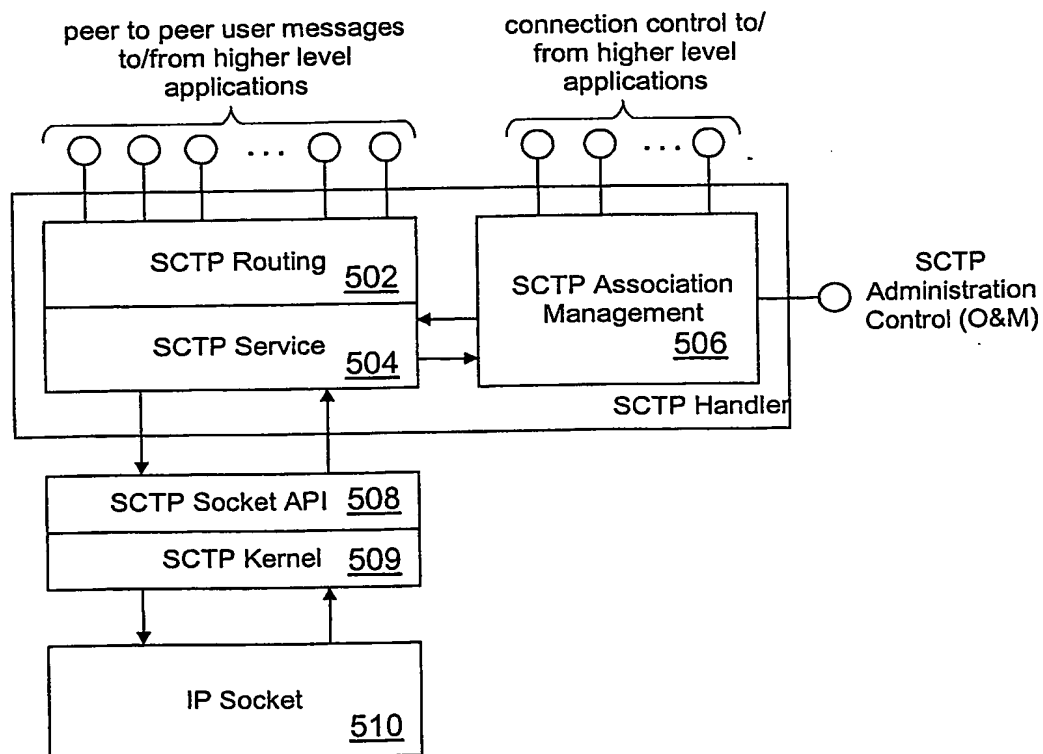 peer to peer user messages
to/from higher level
applications
connection control to/
from higher level
applications
...
...
SCTP Routing 502
SCTP Service 504
SCTP Association
Management
506
SCTP
Administration
Control (O&M)
SCTP Handler
SCTP Socket API 508
SCTP Kernel 509
IP Socket
510